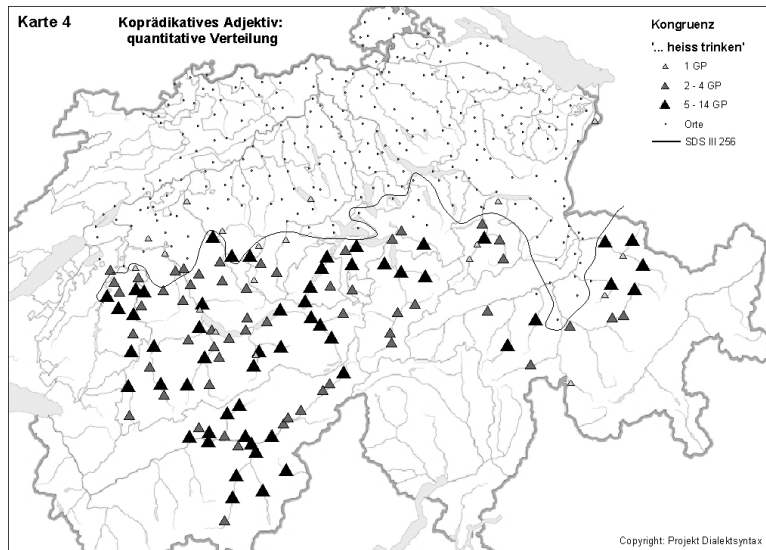 Karte 4
Koprädikatives Adjektiv:
quantitative Verteilung
Kongruenz
'... heiss trinken'
1 GP
2 - 4 GP
5 - 14 GP
Orte
SDS III 256
Copyright: Projekt Dialektsyntax